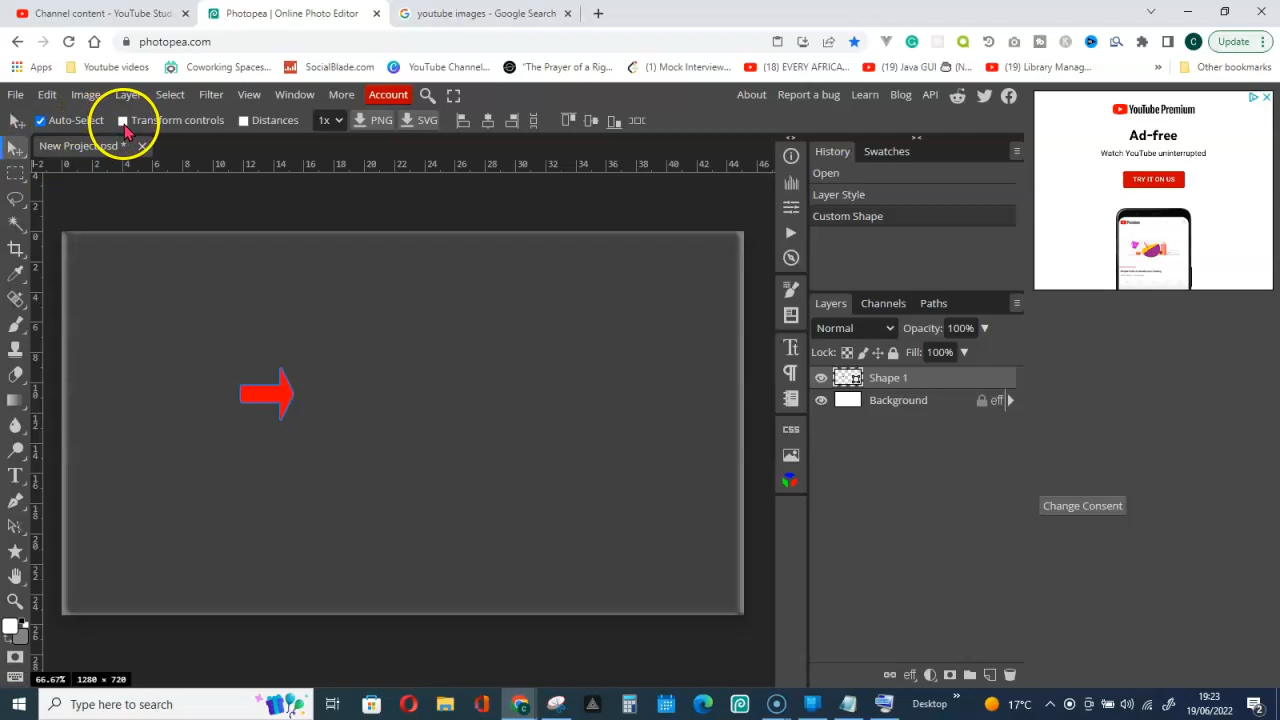 Channel content - YouTube Stud
Photopea | Online Photo Editor
youtube images - Google Search
photopea.com
Update
Apps
Youtube videos
Coworking Spaces...
SocialBlade.com
YouTube Channel...
"The Prayer of a Rig...
(1) Mock Interview...
(18) EVERY AFRICA...
(19) Java GUI
(N...
(19) Library Makeo...
»
Other bookmarks
File
Edit
Image
Layer
Select
Filter
View
Window
More
Account
About
Report a bug
Learn
Blog
API
Auto-Select
Transform controls
Distances
1x
PNG
New Project.psd *
History
Swatches
Open
Layer Style
Custom Shape
Layers
Channels
Paths
Normal
Opacity: 100%
Lock:
Fill: 100%
Shape 1
Background
eff
CSS
YouTube Premium
Ad-free
Watch YouTube uninterrupted
TRY IT ON US
Change Consent
66.67%
1280 × 720
Type here to search
Desktop
17°C
19:23
19/06/2022